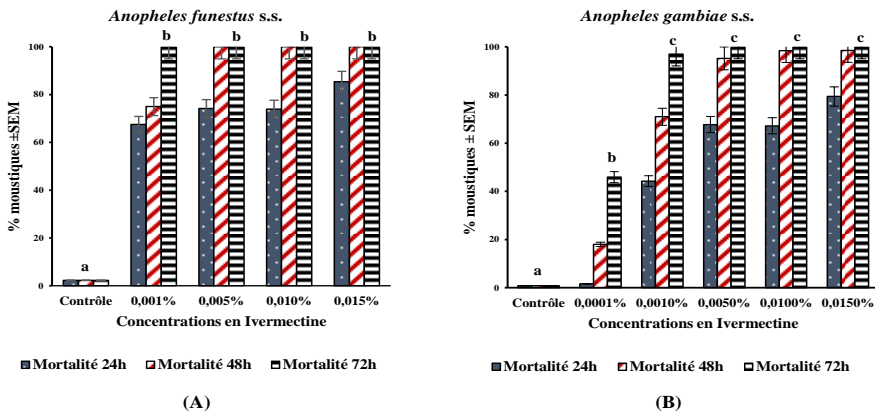 Anopheles funestus s.s.
% moustiques ±SEM
100
80
60
40
20
0
a
b
b
b
b
Contrôle 0,001% 0,005% 0,010% 0,015%
Concentrations en Ivermectine
Mortalité 24h Mortalité 48h Mortalité 72h
(A)
Anopheles gambiae s.s.
% moustiques ± SEM
100
80
60
40
20
0
a
b
c
c
c
c
Contrôle 0,0001% 0,0010% 0,0050% 0,0100% 0,0150%
Concentrations en Ivermectine
Mortalité 24h Mortalité 48h Mortalité 72h
(B)